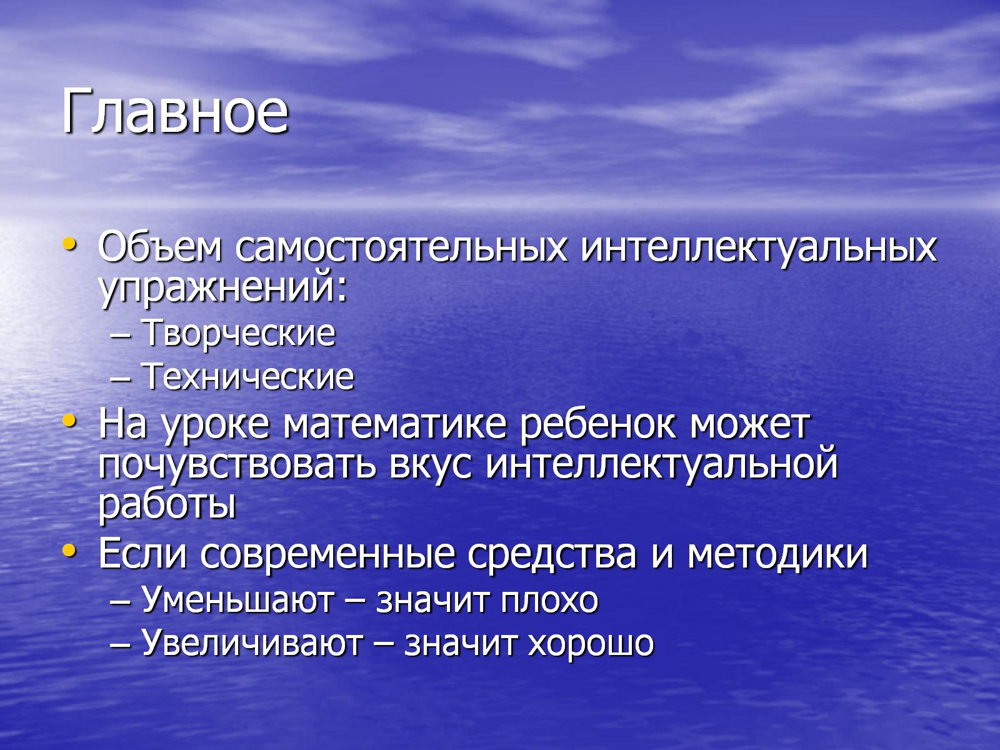 Главное
• Объем самостоятельных интеллектуальных
упражнений:
– Творческие
– Технические
• На уроке математике ребенок может
почувствовать вкус интеллектуальной
работы
• Если современные средства и методики
– Уменьшают – значит плохо
– Увеличивают – значит хорошо